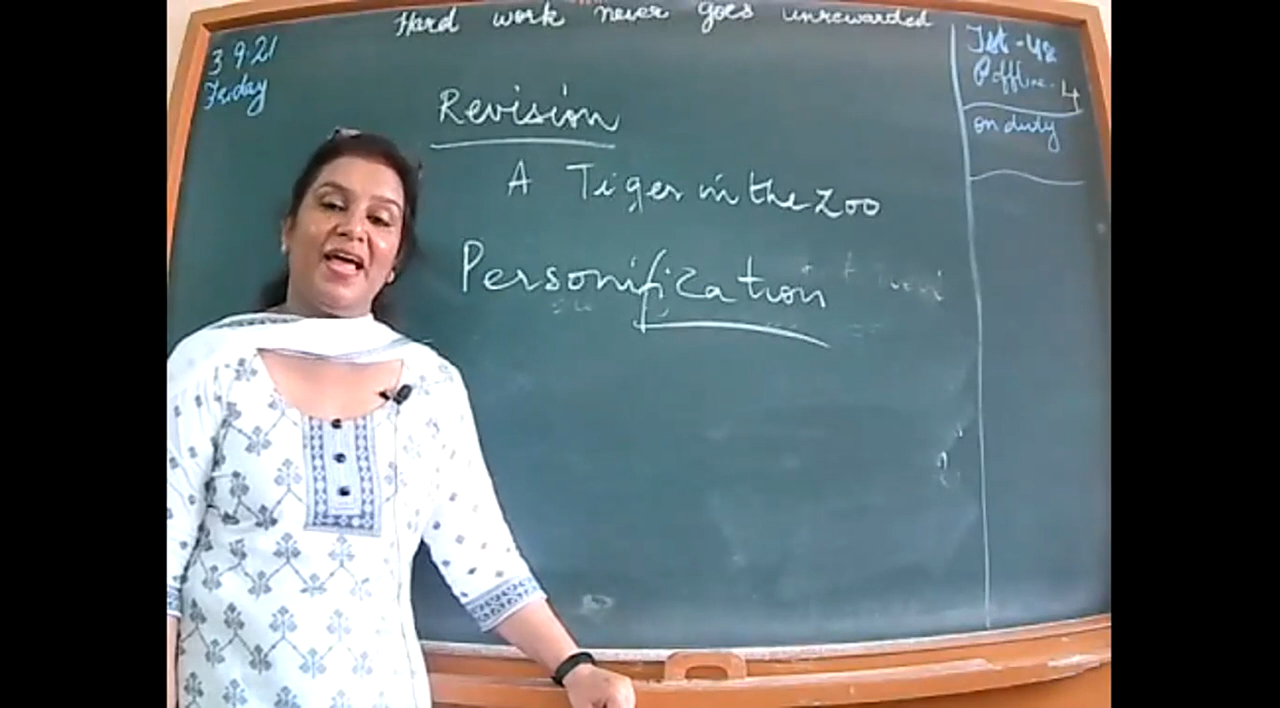 Hard work never goes unrewarded
3 9.21
Friday
Revision
A Tiger in the Zoo
Personification
Tst - 48
P offline - 4
on duty